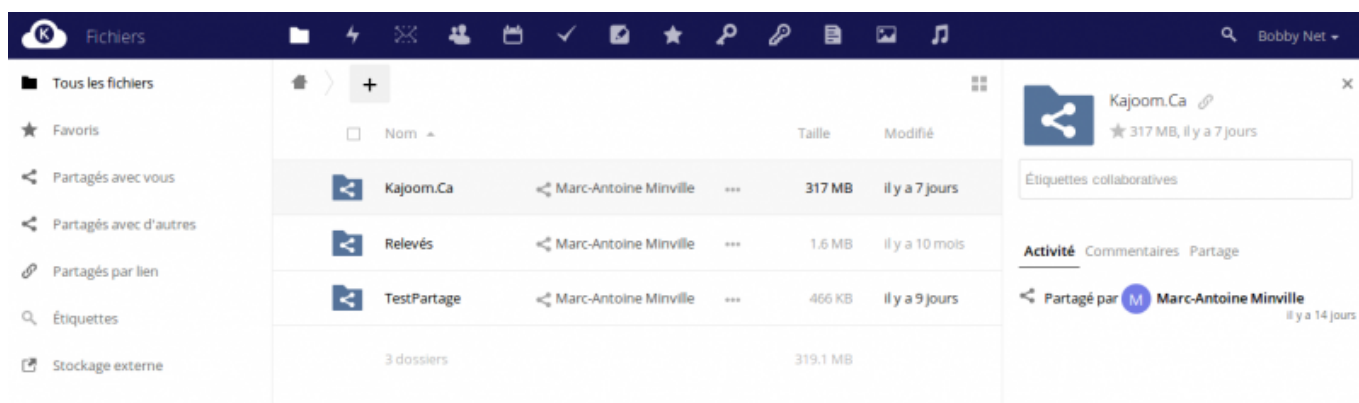 K Fichiers Bobby Net
Tous les fichiers
Favoris
Partagés avec vous
Partagés avec d'autres
Partagés par lien
Étiquettes
Stockage externe
+
Nom Taille Modifié
Kajoom.Ca Marc-Antoine Minville ••• 317 MB il y a 7 jours
Relevés Marc-Antoine Minville ••• 1.6 MB il y a 10 mois
TestPartage Marc-Antoine Minville ••• 466 KB il y a 9 jours
3 dossiers 319.1 MB
Kajoom.Ca
317 MB, il y a 7 jours
Étiquettes collaboratives
Activité Commentaires Partage
Partagé par M Marc-Antoine Minville
il y a 14 jours